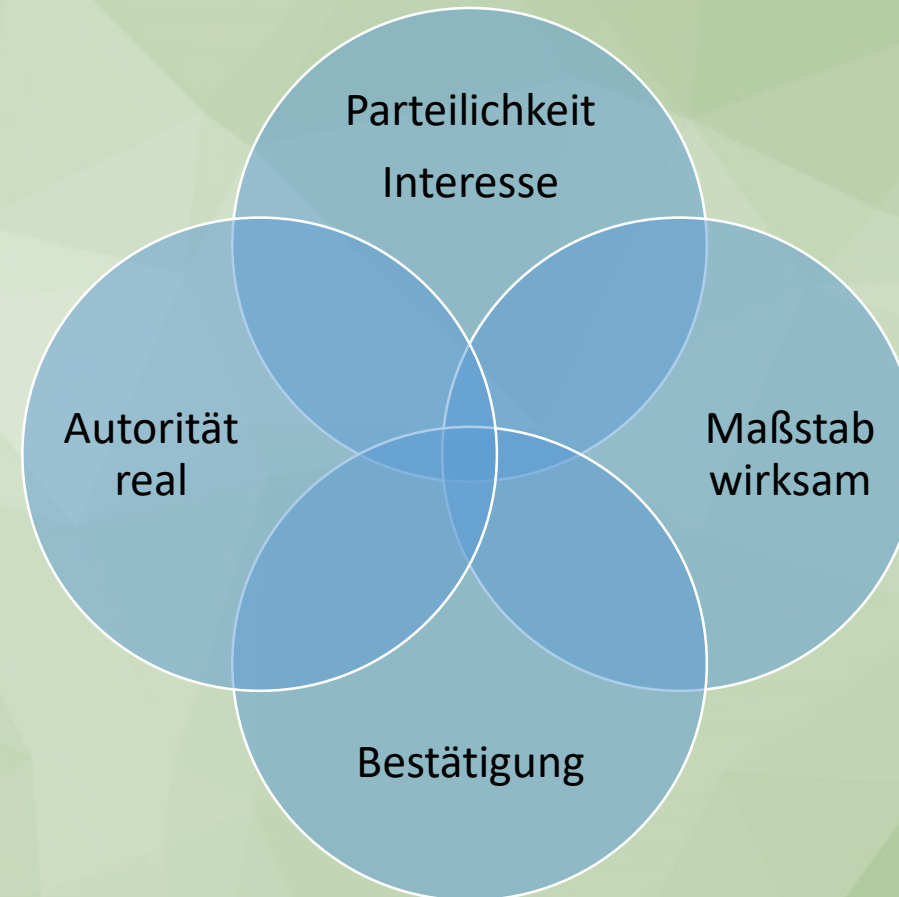 Parteilichkeit
Interesse
Autorität
real
Maßstab
wirksam
Bestätigung